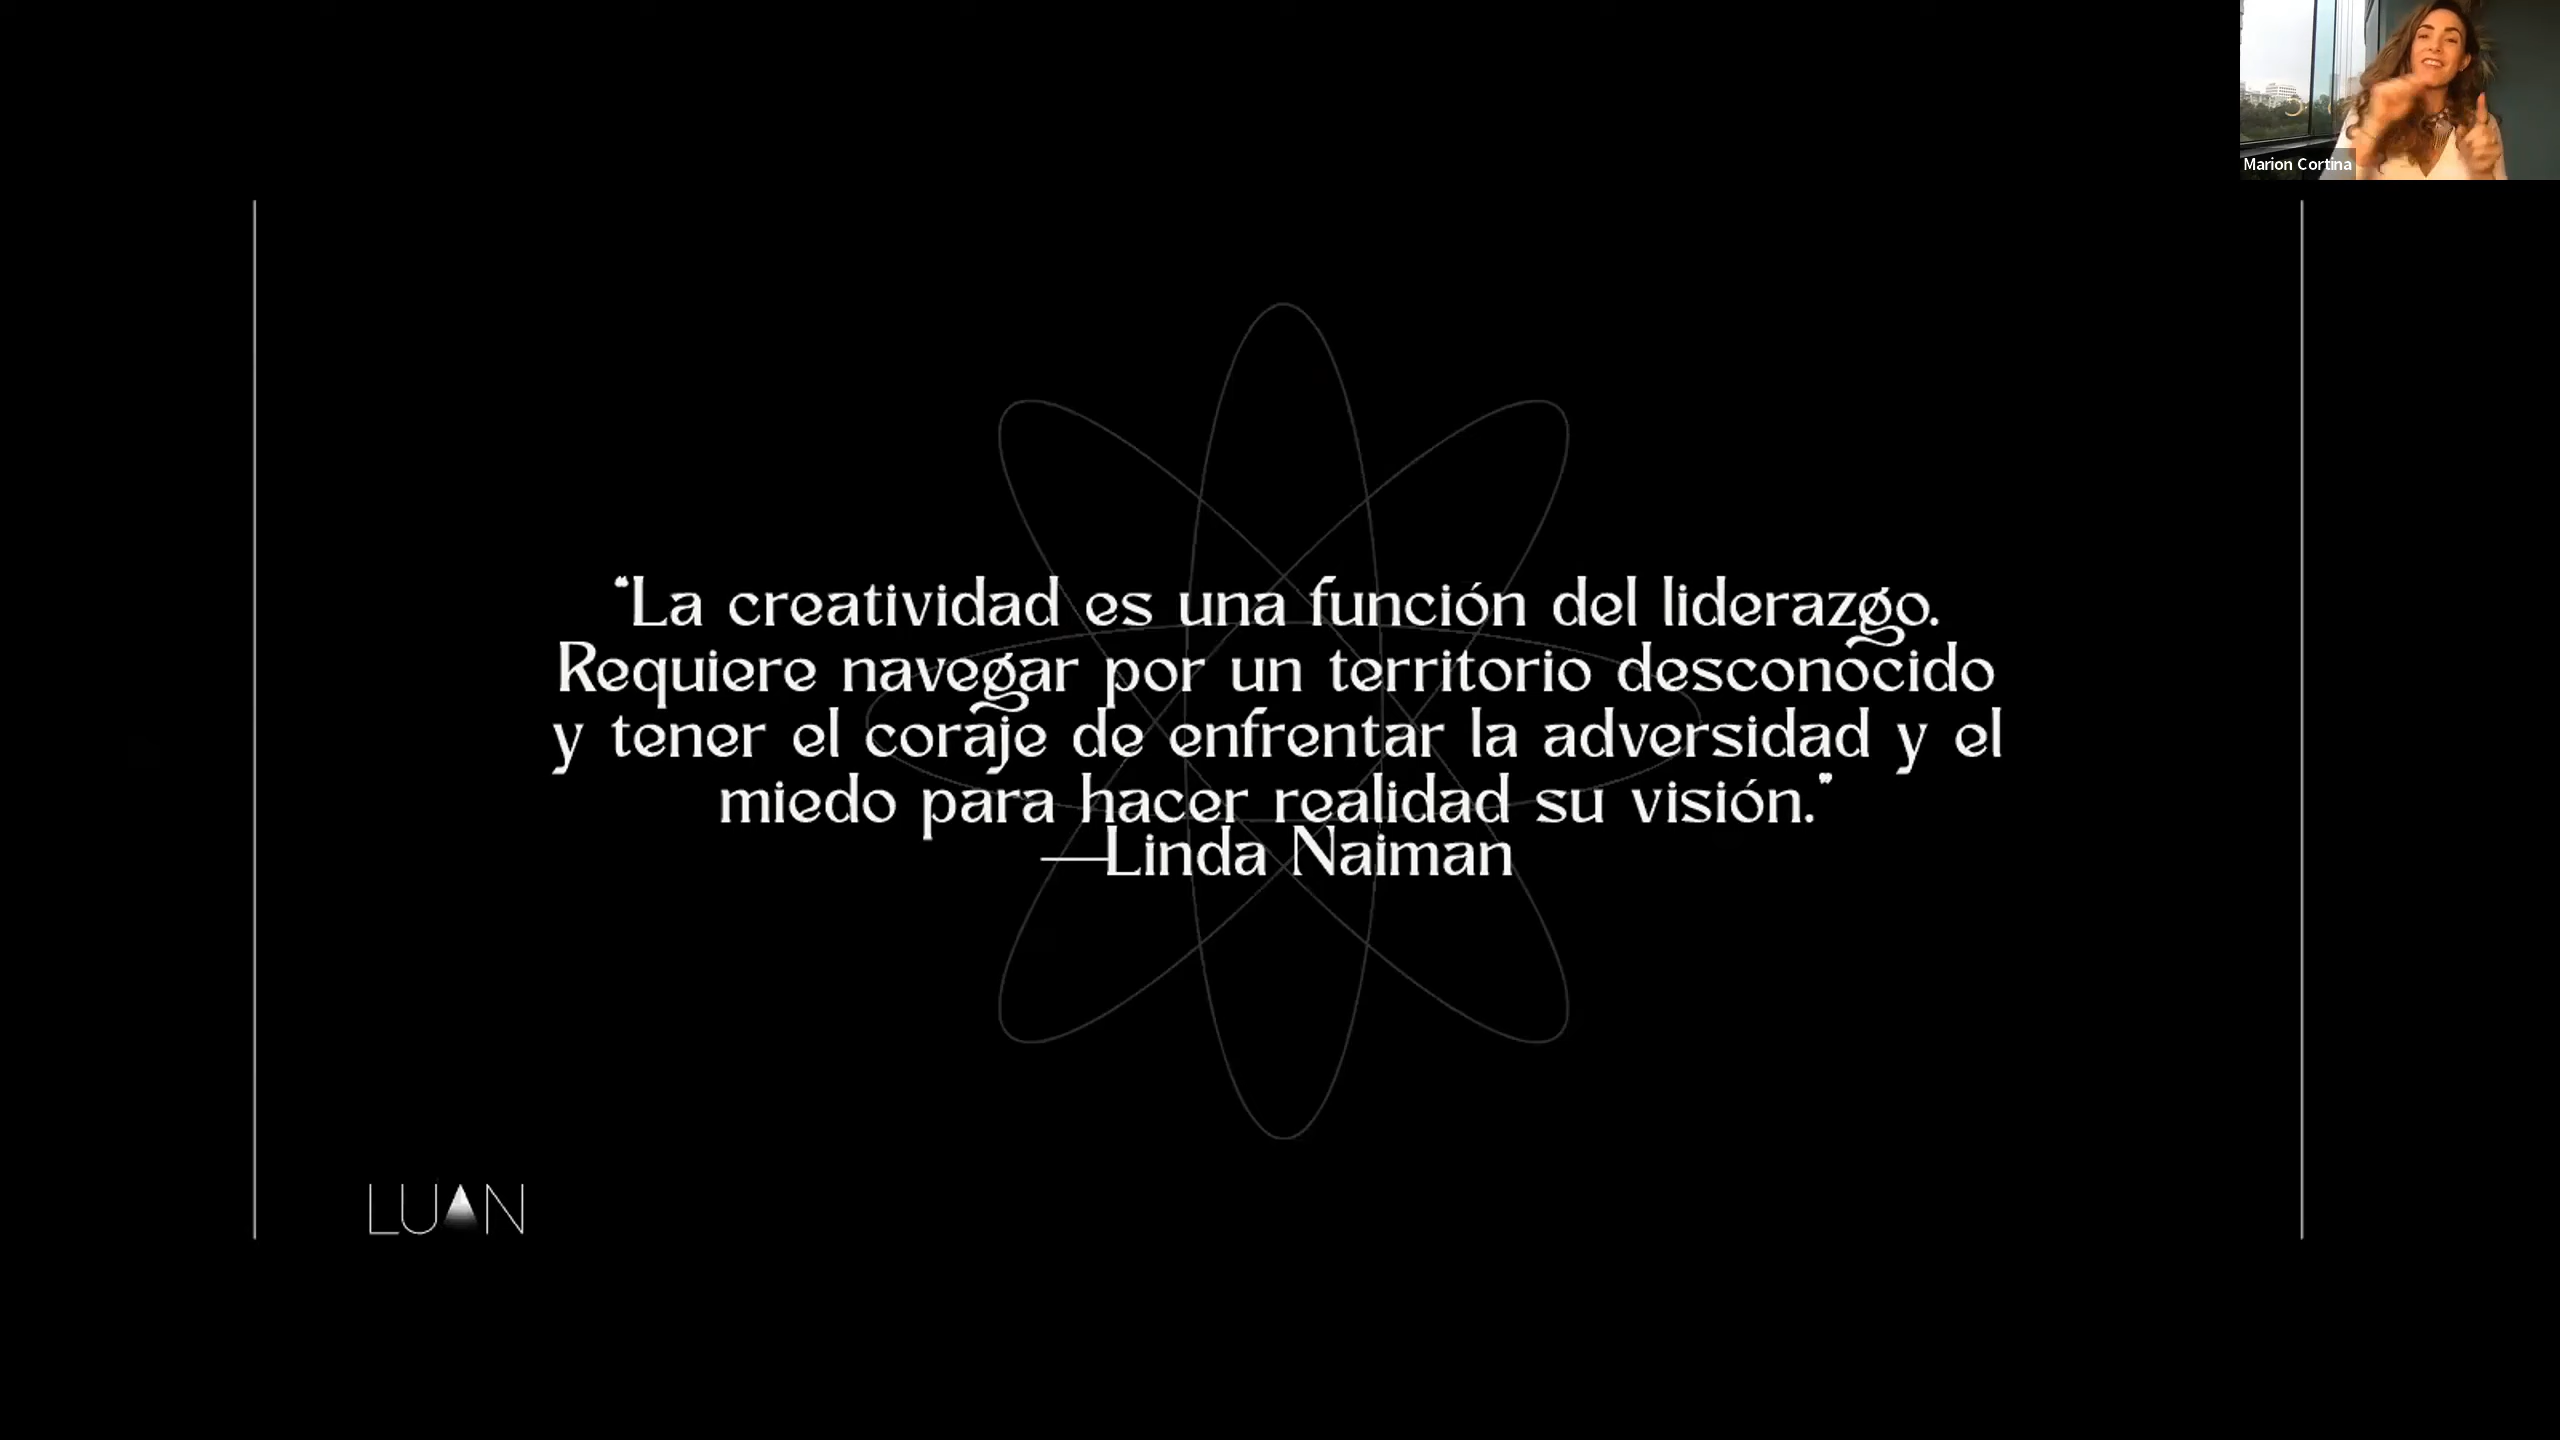 Marion Cortina
“La creatividad es una función del liderazgo.
Requiere navegar por un territorio desconocido
y tener el coraje de enfrentar la adversidad y el
miedo para hacer realidad su visión.”
—Linda Naiman
LUAN